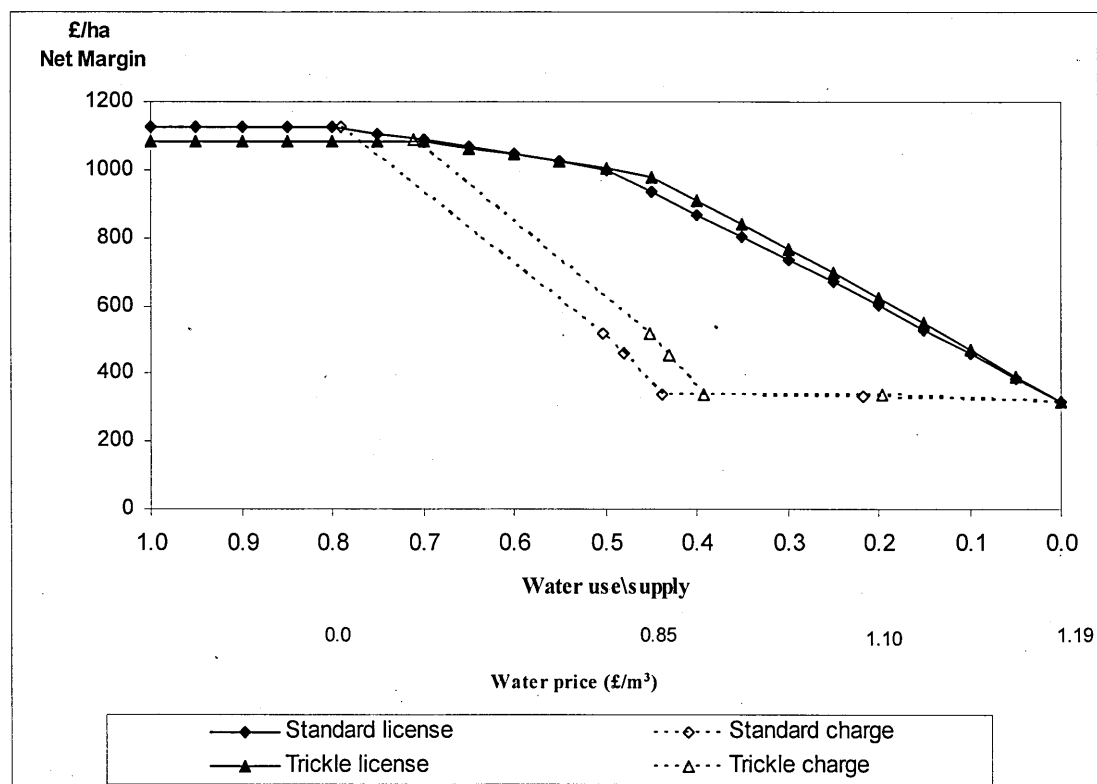 £/ha
Net Margin
1200
1000
800
600
400
200
0
1.0 0.9 0.8 0.7 0.6 0.5 0.4 0.3 0.2 0.1 0.0
Water use\supply
0.0 0.85 1.10 1.19
Water price (£/m³)
Standard license Standard charge
Trickle license Trickle charge